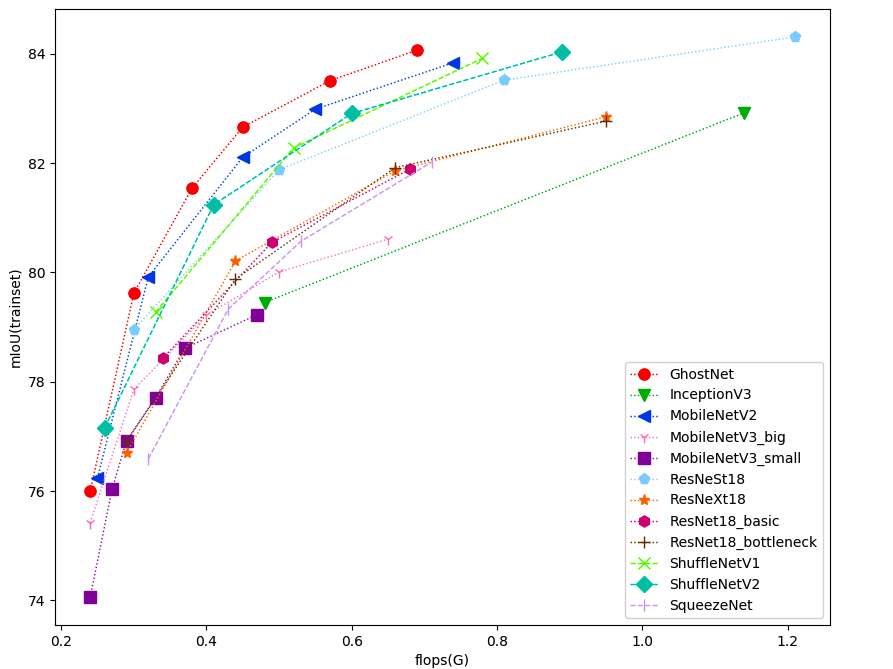 84
82
80
78
76
74
mIoU(trainset)
0.2
0.4
0.6
0.8
1.0
1.2
flops(G)
GhostNet
InceptionV3
MobileNetV2
MobileNetV3_big
MobileNetV3_small
ResNeSt18
ResNeXt18
ResNet18_basic
ResNet18_bottleneck
ShuffleNetV1
ShuffleNetV2
SqueezeNet